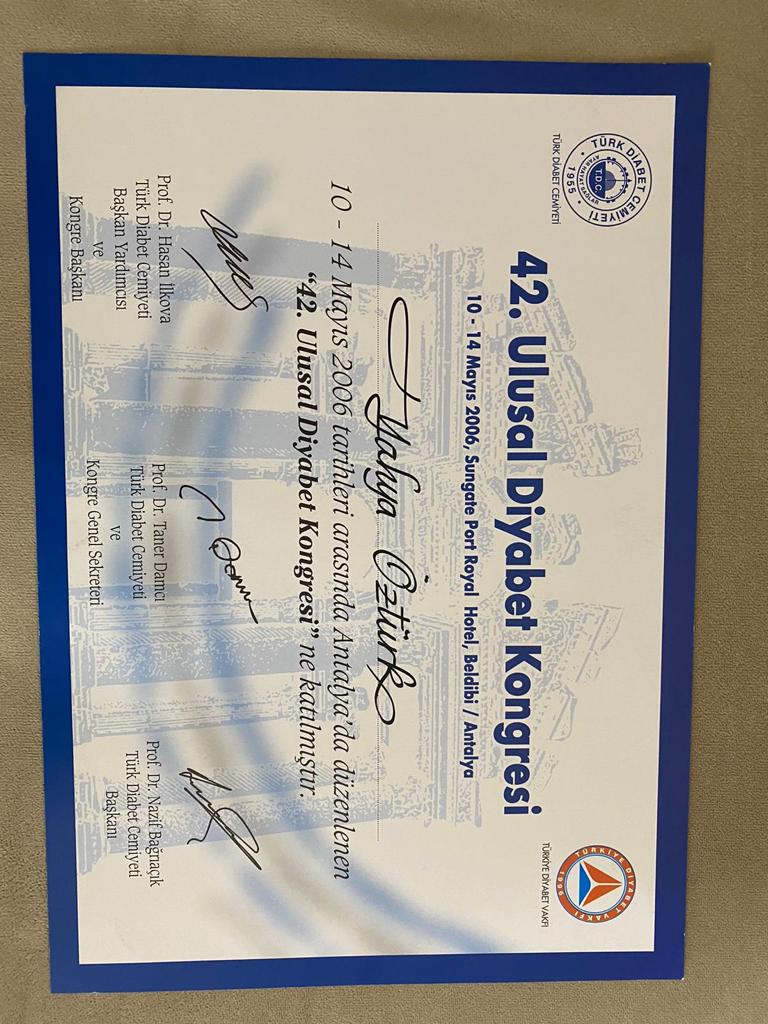 TÜRK DİABET CEMİYETİ
1955
T.D.C.
TÜRK DİABET CEMİYETİ
TÜRKİYE DİYABET VAKFI
1996
TÜRKİYE DİYABET VAKFI
42. Ulusal Diyabet Kongresi
10 - 14 Mayıs 2006, Sungate Port Royal Hotel, Beldibi / Antalya
Yahya Öztürk
10 - 14 Mayıs 2006 tarihleri arasında Antalya'da düzenlenen
“42. Ulusal Diyabet Kongresi” ne katılmıştır.
Prof. Dr. Hasan İlkova
Türk Diabet Cemiyeti
Başkan Yardımcısı
ve
Kongre Başkanı
Prof. Dr. Taner Damcı
Türk Diabet Cemiyeti
ve
Kongre Genel Sekreteri
Prof. Dr. Nazif Bağrıaçık
Türk Diabet Cemiyeti
Başkanı